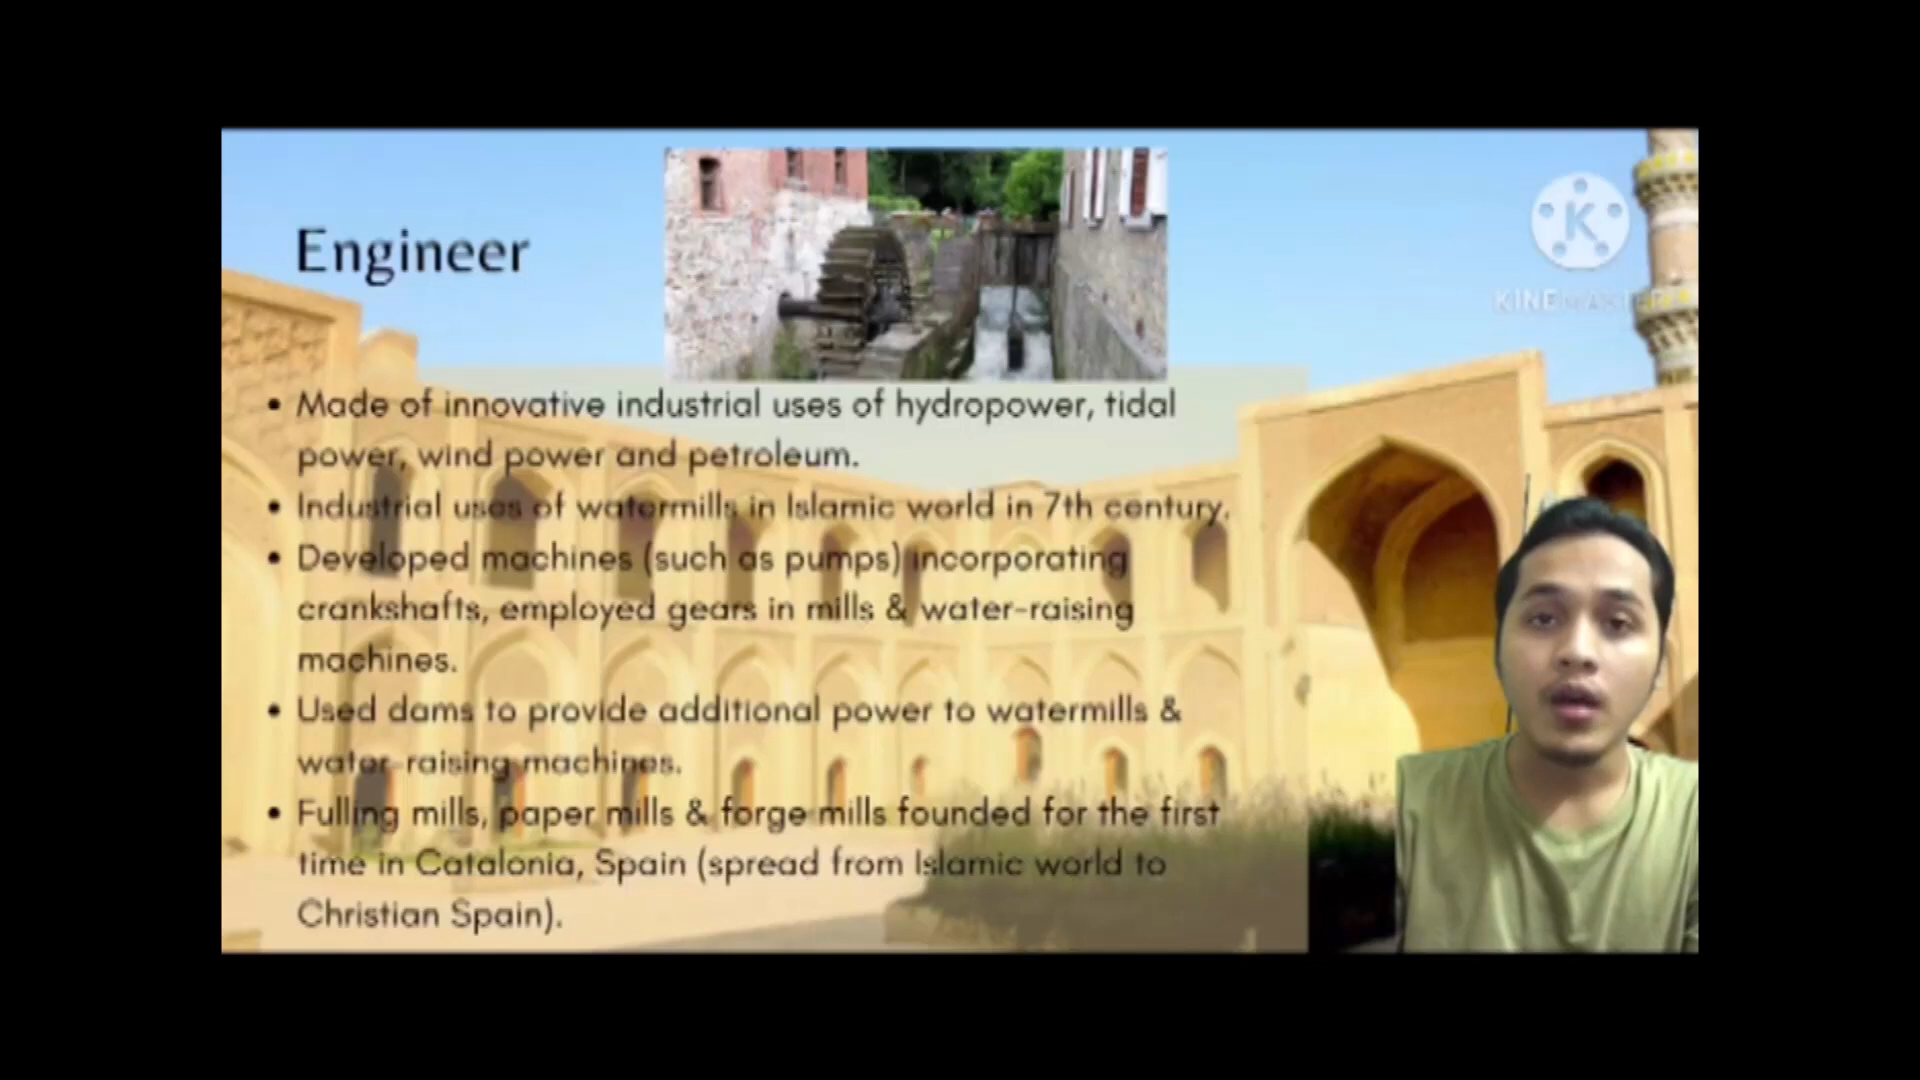 Engineer
K
KINEMASTER
• Made of innovative industrial uses of hydropower, tidal
power, wind power and petroleum.
• Industrial uses of watermills in Islamic world in 7th century.
• Developed machines (such as pumps) incorporating
crankshafts, employed gears in mills & water-raising
machines.
• Used dams to provide additional power to watermills &
water-raising machines.
• Fulling mills, paper mills & forge mills founded for the first
time in Catalonia, Spain (spread from Islamic world to
Christian Spain).